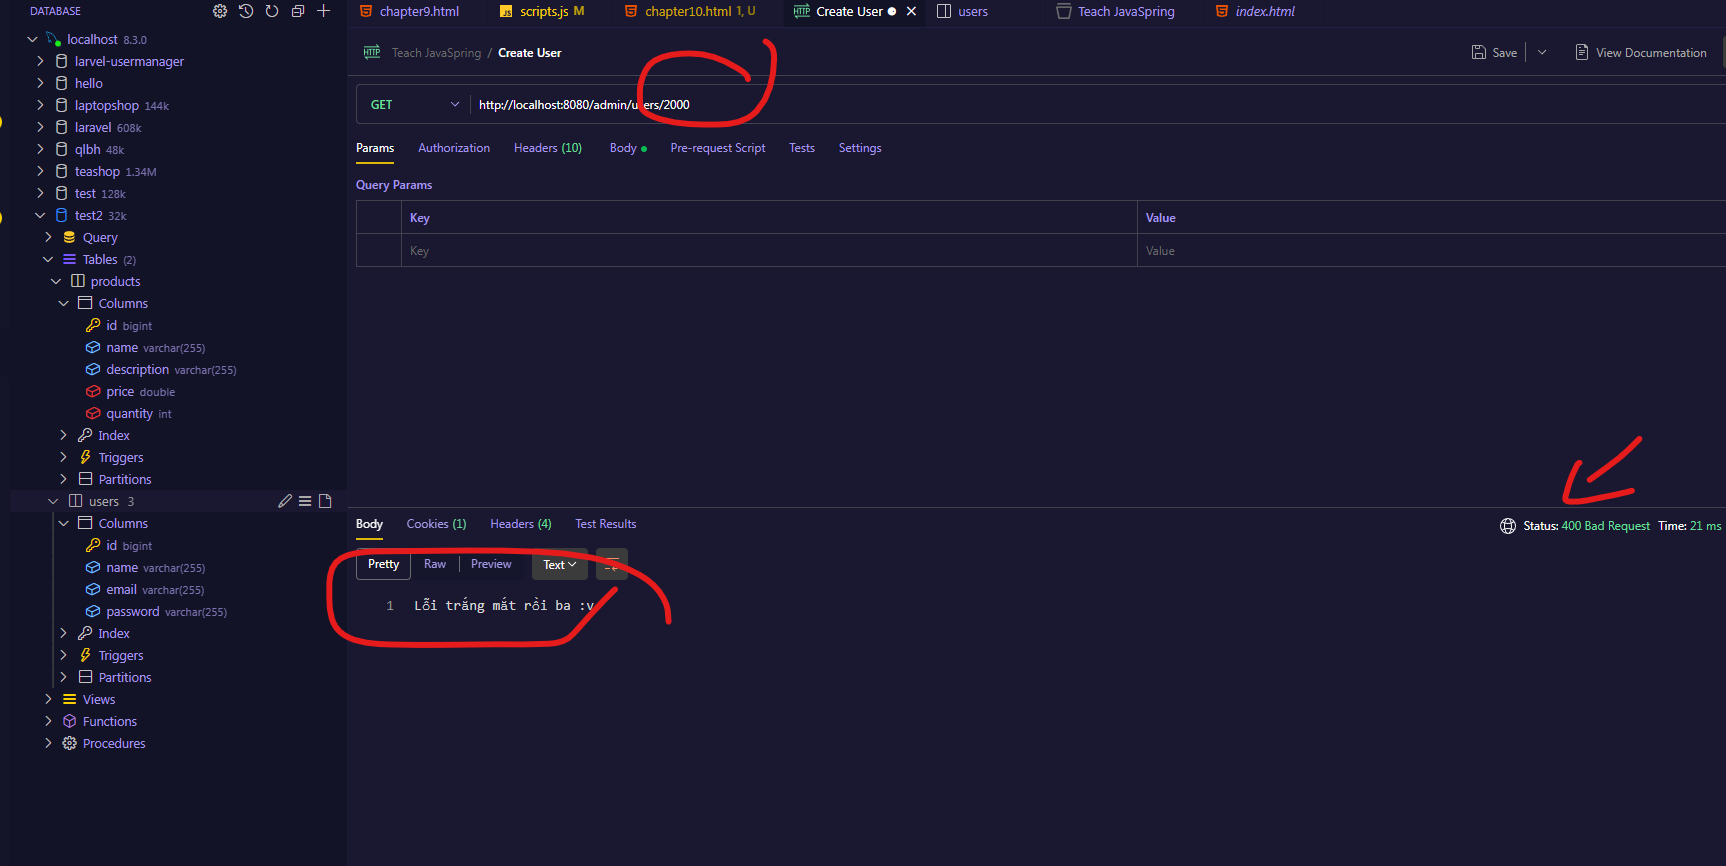 DATABASE
localhost 8.3.0
larvel-usermanager
hello
laptopshop 144k
laravel 608k
qlbh 48k
teashop 1.34M
test 128k
test2 32k
Query
Tables (2)
products
Columns
id bigint
name varchar(255)
description varchar(255)
price double
quantity int
Index
Triggers
Partitions
users 3
Columns
id bigint
name varchar(255)
email varchar(255)
password varchar(255)
Index
Triggers
Partitions
Views
Functions
Procedures
chapter9.html
JS scripts.js M
chapter10.html 1, U
HTTP Create User
users
Teach JavaSpring
index.html
HTTP Teach JavaSpring / Create User
Save
View Documentation
GET http://localhost:8080/admin/users/2000
Params Authorization Headers (10) Body Pre-request Script Tests Settings
Query Params
Key Value
Key Value
Body Cookies (1) Headers (4) Test Results
Status: 400 Bad Request Time: 21 ms
Pretty Raw Preview Text
1 Lỗi trắng mắt rồi ba :v